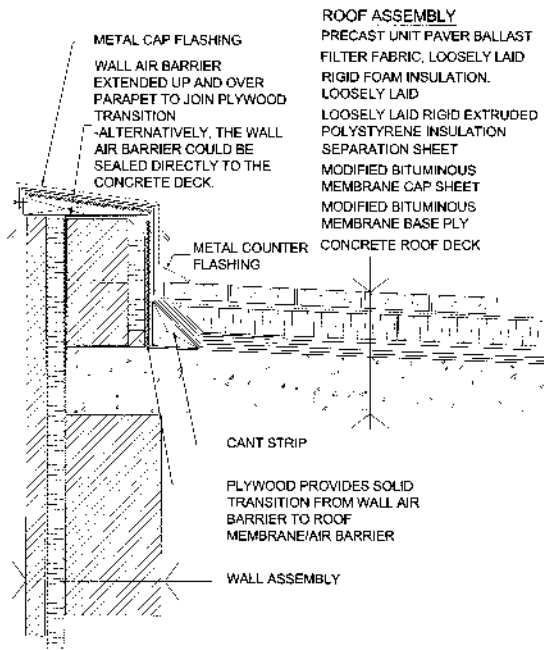 METAL CAP FLASHING
WALL AIR BARRIER
EXTENDED UP AND OVER
PARAPET TO JOIN PLYWOOD
TRANSITION
-ALTERNATIVELY, THE WALL
AIR BARRIER COULD BE
SEALED DIRECTLY TO THE
CONCRETE DECK.
ROOF ASSEMBLY
PRECAST UNIT PAVER BALLAST
FILTER FABRIC, LOOSELY LAID
RIGID FOAM INSULATION.
LOOSELY LAID
LOOSELY LAID RIGID EXTRUDED
POLYSTYRENE INSULATION
SEPARATION SHEET
MODIFIED BITUMINOUS
MEMBRANE CAP SHEET
MODIFIED BITUMINOUS
MEMBRANE BASE PLY
CONCRETE ROOF DECK
METAL COUNTER
FLASHING
CANT STRIP
PLYWOOD PROVIDES SOLID
TRANSITION FROM WALL AIR
BARRIER TO ROOF
MEMBRANE/AIR BARRIER
WALL ASSEMBLY